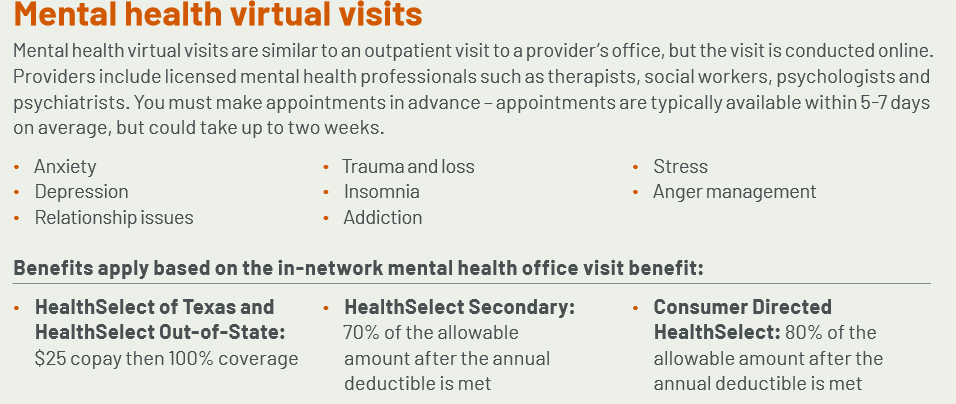 Mental health virtual visits
Mental health virtual visits are similar to an outpatient visit to a provider's office, but the visit is conducted online.
Providers include licensed mental health professionals such as therapists, social workers, psychologists and
psychiatrists. You must make appointments in advance – appointments are typically available within 5-7 days
on average, but could take up to two weeks.
• Anxiety
• Depression
• Relationship issues
• Trauma and loss
• Insomnia
• Addiction
• Stress
• Anger management
Benefits apply based on the in-network mental health office visit benefit:
• HealthSelect of Texas and
HealthSelect Out-of-State:
$25 copay then 100% coverage
• HealthSelect Secondary:
70% of the allowable
amount after the annual
deductible is met
• Consumer Directed
HealthSelect: 80% of the
allowable amount after the
annual deductible is met